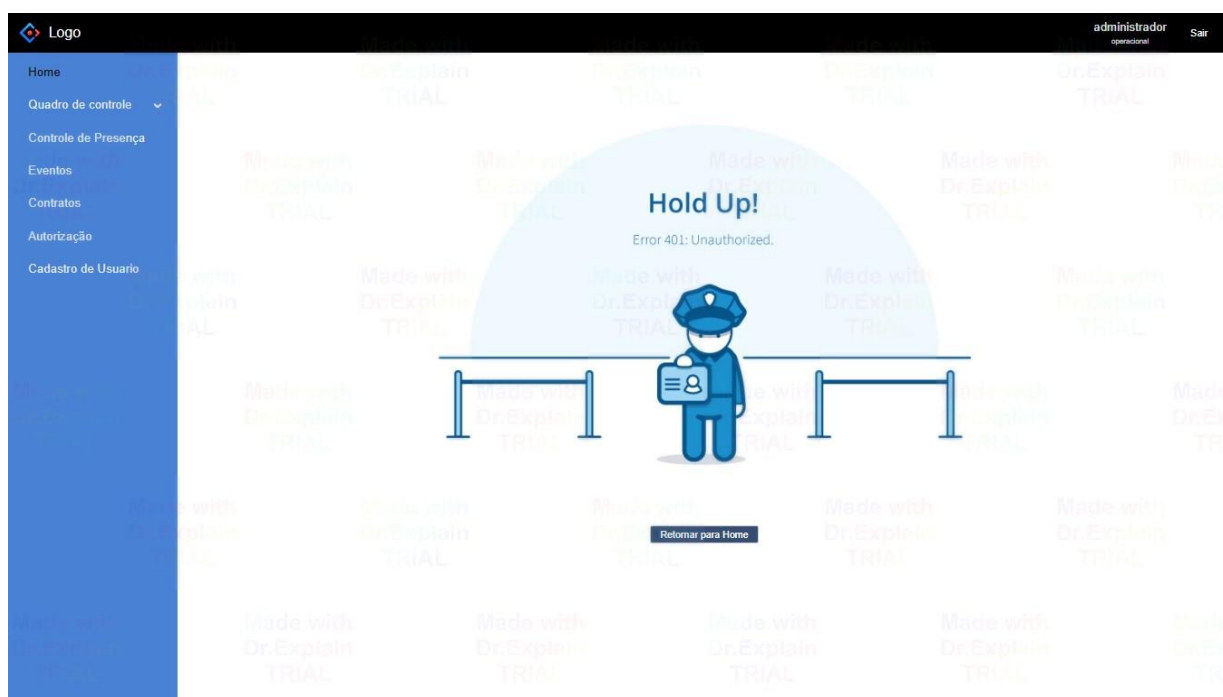 Logo
administrador
operacional
Sair
Home
Quadro de controle
Controle de Presença
Eventos
Contratos
Autorização
Cadastro de Usuario
Hold Up!
Error 401: Unauthorized.
Retornar para Home
Made with
Dr.Explain
TRIAL